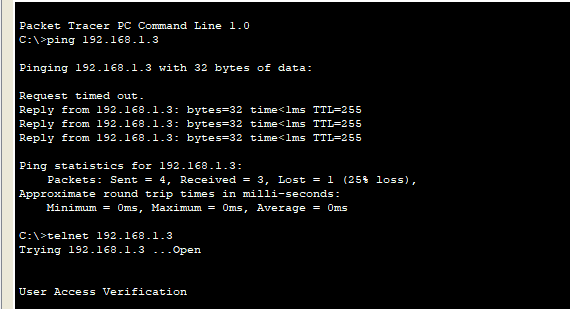 Packet Tracer PC Command Line 1.0
C:\>ping 192.168.1.3
Pinging 192.168.1.3 with 32 bytes of data:
Request timed out.
Reply from 192.168.1.3: bytes=32 time<1ms TTL=255
Reply from 192.168.1.3: bytes=32 time<1ms TTL=255
Reply from 192.168.1.3: bytes=32 time<1ms TTL=255
Ping statistics for 192.168.1.3:
    Packets: Sent = 4, Received = 3, Lost = 1 (25% loss),
Approximate round trip times in milli-seconds:
    Minimum = 0ms, Maximum = 0ms, Average = 0ms
C:\>telnet 192.168.1.3
Trying 192.168.1.3 ...Open
User Access Verification